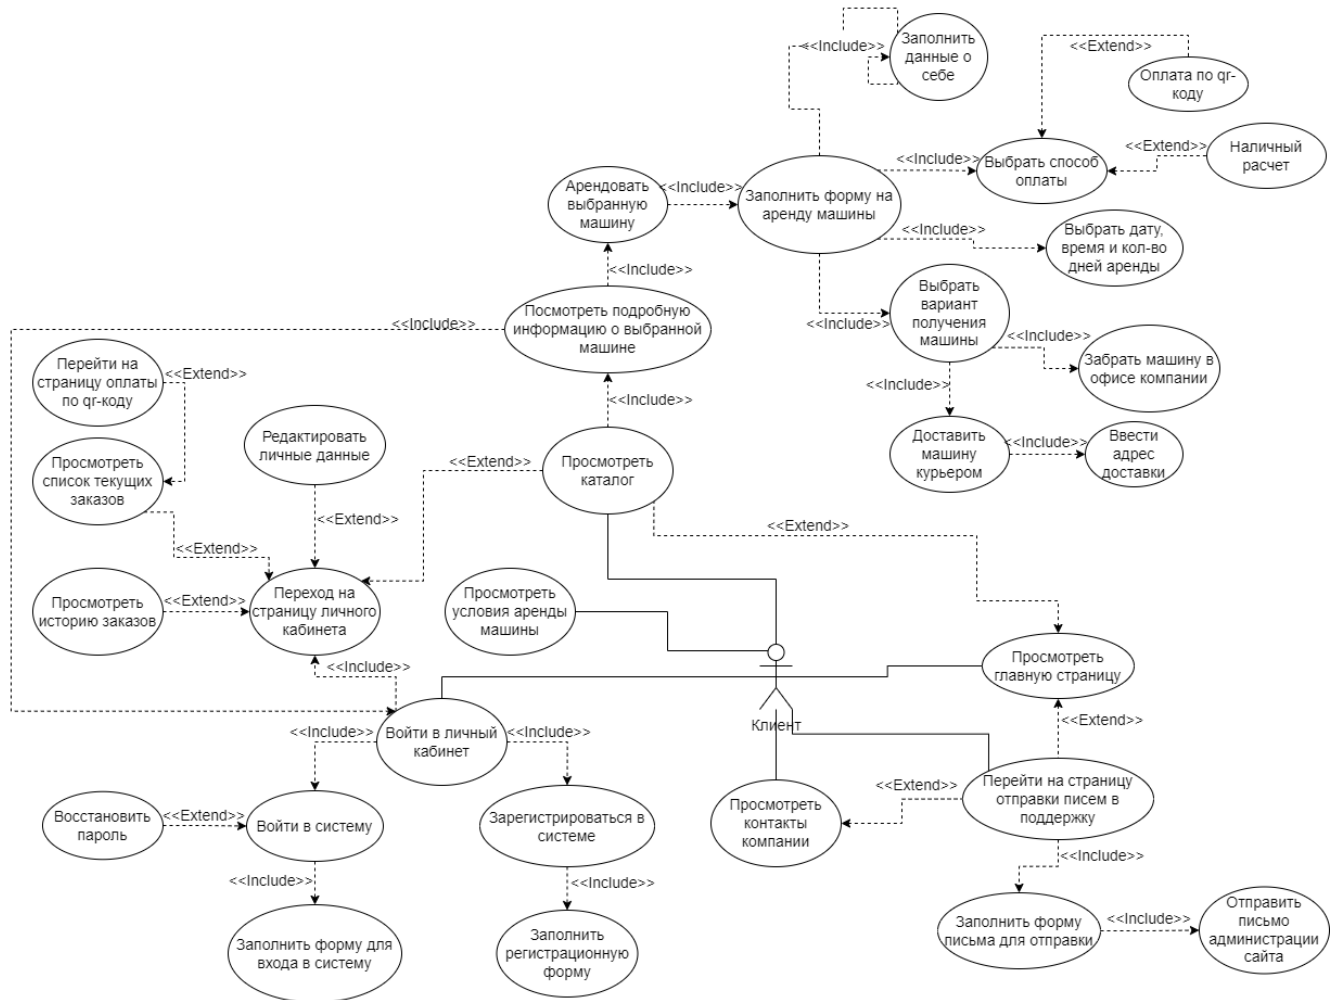 <<Include>>
Заполнить
данные о
себе
<<Extend>>
Оплата по qr-
коду
<<Include>>
Выбрать способ
оплаты
<<Extend>>
Наличный
расчет
Арендовать
выбранную
машину
<<Include>>
Заполнить форму на
аренду машины
<<Include>>
Выбрать дату,
время и кол-во
дней аренды
<<Include>>
Посмотреть подробную
информацию о выбранной
машине
<<Include>>
Выбрать
вариант
получения
машины
<<Include>>
<<Include>>
Забрать машину в
офисе компании
Перейти на
страницу оплаты
по qr-коду
<<Extend>>
<<Include>>
<<Include>>
Редактировать
личные данные
Просмотреть
каталог
Доставить
машину
курьером
<<Include>>
Ввести
адрес
доставки
Просмотреть
список текущих
заказов
<<Extend>>
<<Extend>>
<<Extend>>
<<Extend>>
Просмотреть
историю заказов
<<Extend>>
Переход на
страницу личного
кабинета
Просмотреть
условия аренды
машины
<<Include>>
Просмотреть
главную страницу
Клиент
<<Extend>>
<<Include>>
Войти в личный
кабинет
<<Include>>
Просмотреть
контакты
компании
<<Extend>>
Перейти на страницу
отправки писем в
поддержку
Восстановить
пароль
<<Extend>>
Войти в систему
Зарегистрироваться в
системе
<<Include>>
<<Include>>
<<Include>>
Заполнить форму для
входа в систему
Заполнить
регистрационную
форму
Заполнить форму
письма для отправки
<<Include>>
Отправить
письмо
администрации
сайта